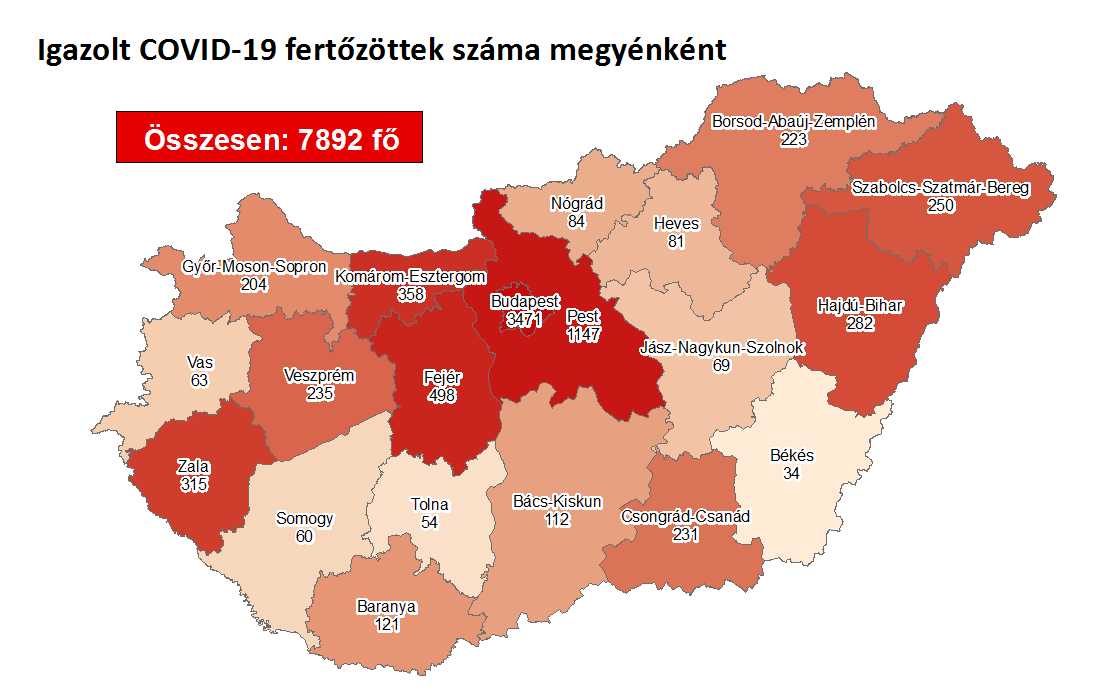 Igazolt COVID-19 fertőzöttek száma megyénként
Összesen: 7892 fő
Borsod-Abaúj-Zemplén
223
Szabolcs-Szatmár-Bereg
250
Nógrád
84
Heves
81
Győr-Moson-Sopron
204
Komárom-Esztergom
358
Budapest
3471
Pest
1147
Hajdú-Bihar
282
Jász-Nagykun-Szolnok
69
Vas
63
Veszprém
235
Fejér
498
Zala
315
Békés
34
Somogy
60
Tolna
54
Bács-Kiskun
112
Csongrád-Csanád
231
Baranya
121